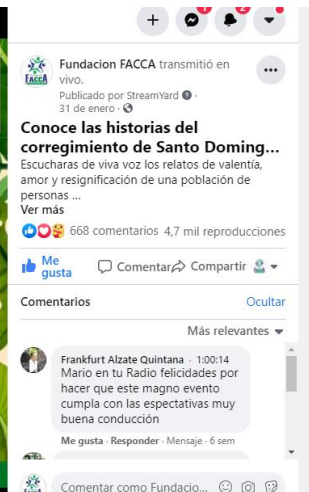 1
2
FACCA
Fundacion FACCA transmitió en
vivo.
Publicado por StreamYard
31 de enero ·
Conoce las historias del
corregimiento de Santo Doming...
Escucharas de viva voz los relatos de valentía,
amor y resignificación de una población de
personas ...
Ver más
668 comentarios 4,7 mil reproducciones
Me
gusta
Comentar
Compartir
Comentarios
Ocultar
Más relevantes
Frankfurt Alzate Quintana · 1:00:14
Mario en tu Radio felicidades por
hacer que este magno evento
cumpla con las espectativas muy
buena conducción
Me gusta · Responder · Mensaje · 6 sem
Comentar como Fundacio...